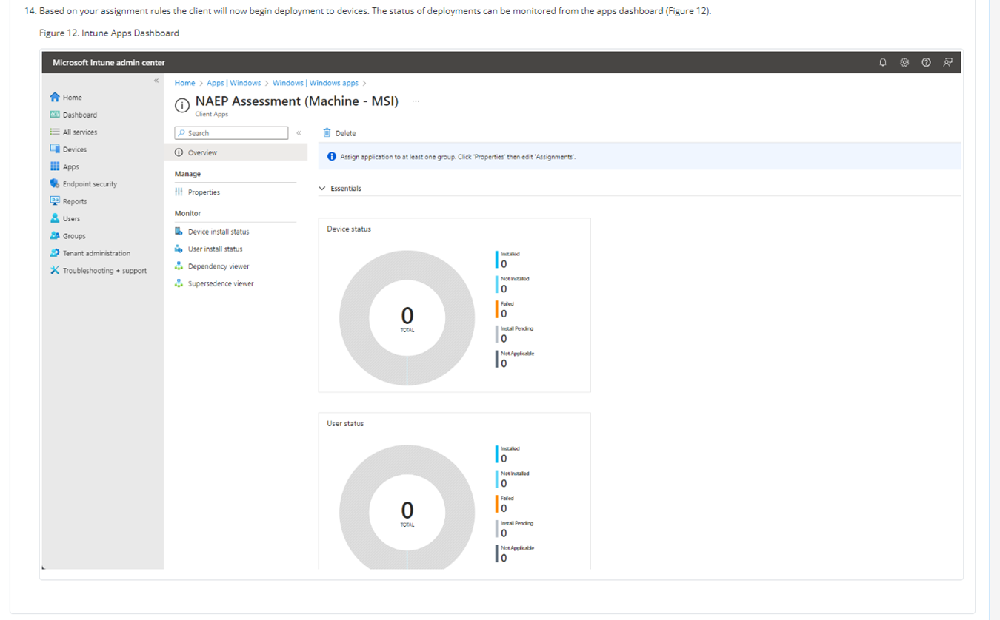 14. Based on your assignment rules the client will now begin deployment to devices. The status of deployments can be monitored from the apps dashboard (Figure 12).
Figure 12. Intune Apps Dashboard
Microsoft Intune admin center
Home
Dashboard
All services
Devices
Apps
Endpoint security
Reports
Users
Groups
Tenant administration
Troubleshooting + support
Home > Apps | Windows > Windows | Windows apps >
NAEP Assessment (Machine - MSI) ...
Client Apps
Search
Overview
Manage
Properties
Monitor
Device install status
User install status
Dependency viewer
Supersedence viewer
Delete
Assign application to at least one group. Click 'Properties' then edit 'Assignments'.
Essentials
Device status
0
TOTAL
Installed
0
Not Installed
0
Failed
0
Install Pending
0
Not Applicable
0
User status
0
TOTAL
Installed
0
Not Installed
0
Failed
0
Install Pending
0
Not Applicable
0